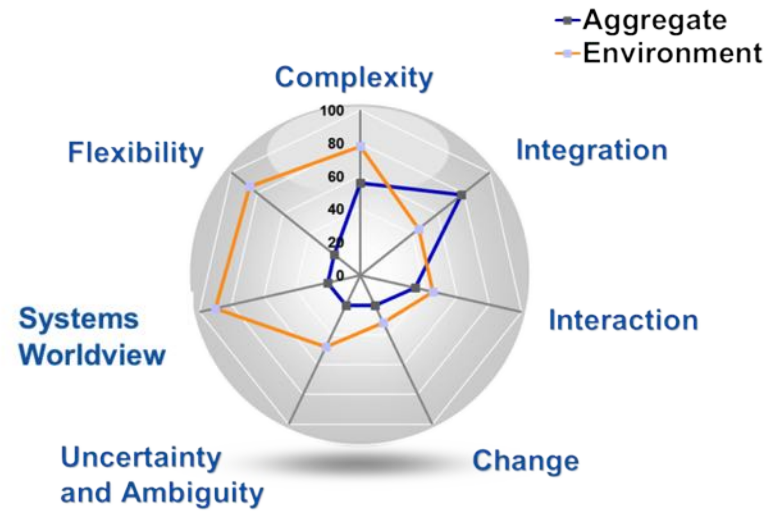 Aggregate
Environment
Complexity
100
80
60
40
20
0
Flexibility
Integration
Systems
Worldview
Interaction
Uncertainty
and Ambiguity
Change